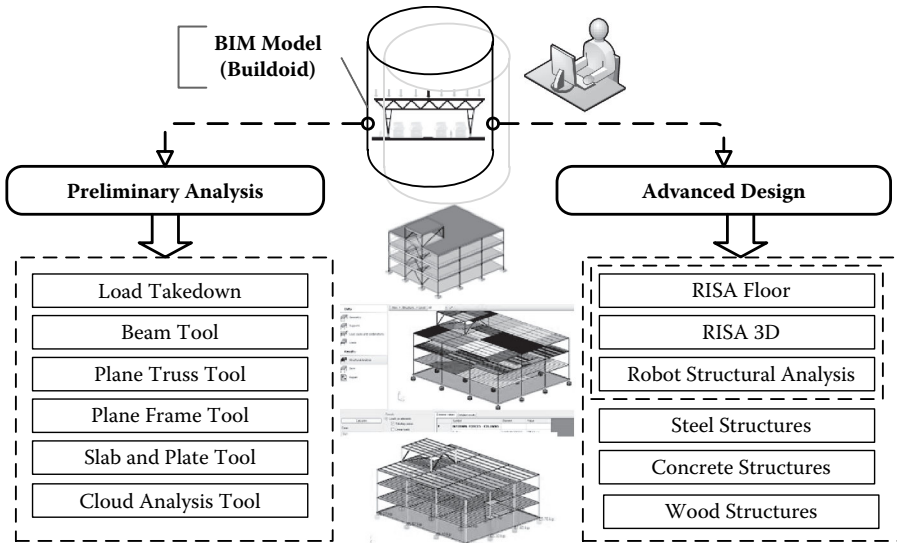 BIM Model
(Buildoid)
Preliminary Analysis
Advanced Design
Load Takedown
Beam Tool
Plane Truss Tool
Plane Frame Tool
Slab and Plate Tool
Cloud Analysis Tool
RISA Floor
RISA 3D
Robot Structural Analysis
Steel Structures
Concrete Structures
Wood Structures